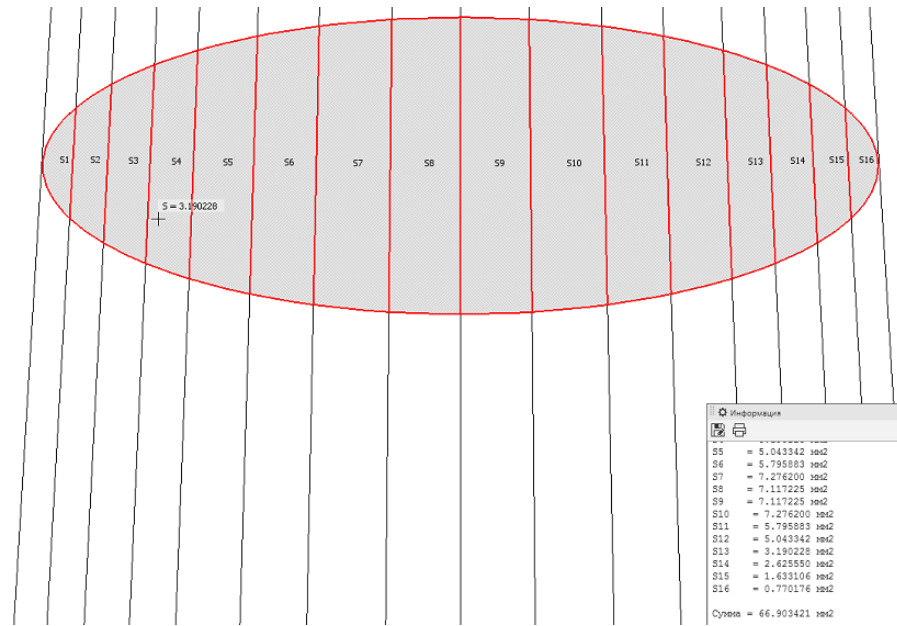 S1 S2 S3 S4 S5 S6 S7 S8 S9 S10 S11 S12 S13 S14 S15 S16
S = 3.190228
Информация
S5 = 5.043342 мм2
S6 = 5.795883 мм2
S7 = 7.276200 мм2
S8 = 7.117225 мм2
S9 = 7.117225 мм2
S10 = 7.276200 мм2
S11 = 5.795883 мм2
S12 = 5.043342 мм2
S13 = 3.190228 мм2
S14 = 2.625550 мм2
S15 = 1.633106 мм2
S16 = 0.770176 мм2
Сумма = 66.903421 мм2